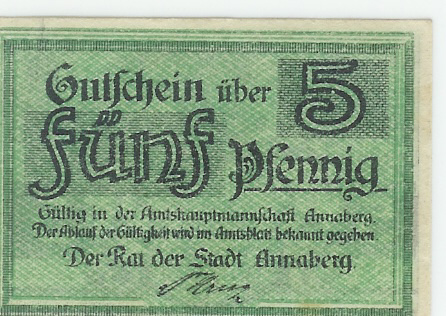 Gutschein über 5
fünf Pfennig
Gültig in der Amtshauptmannschaft Annaberg.
Der Ablauf der Gültigkeit wird im Amtsblatt bekannt gegeben.
Der Rat der Stadt Annaberg